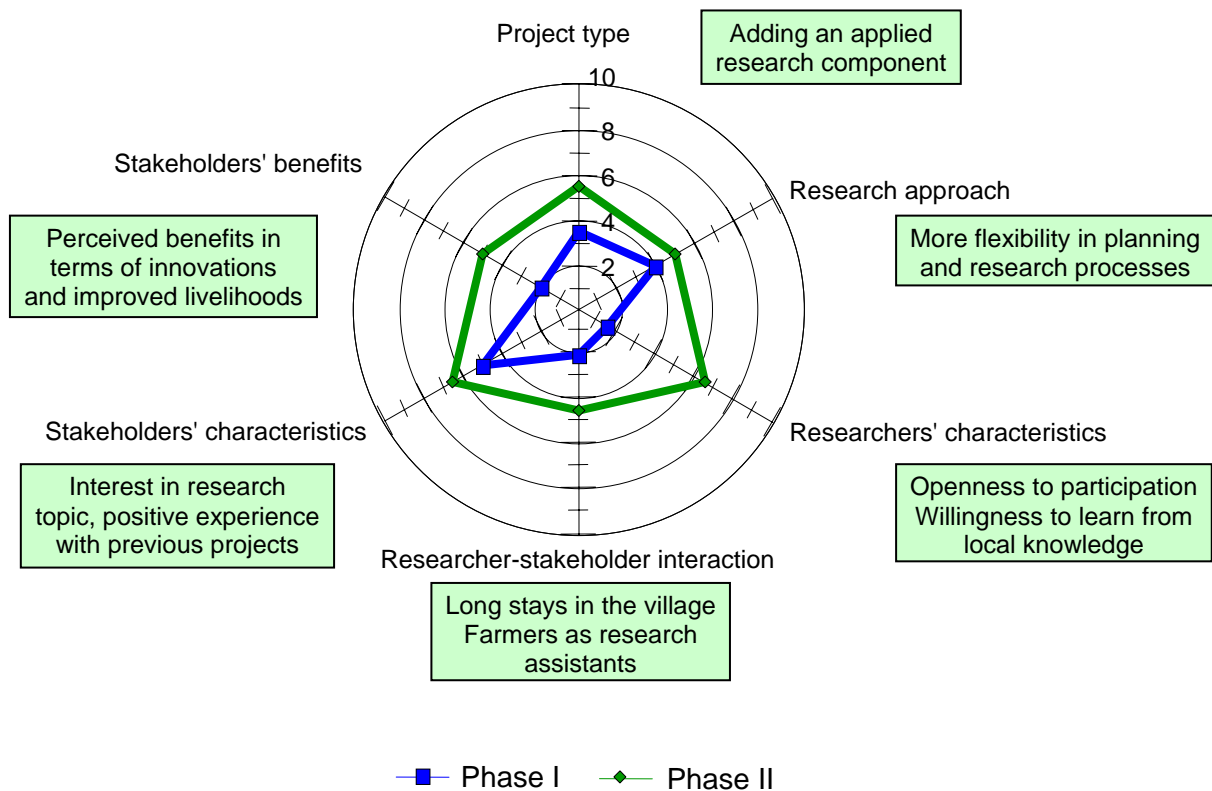 Project type
Adding an applied
research component
10
8
6
4
2
Stakeholders' benefits
Research approach
Perceived benefits in
terms of innovations
and improved livelihoods
More flexibility in planning
and research processes
Stakeholders' characteristics
Researchers' characteristics
Interest in research
topic, positive experience
with previous projects
Openness to participation
Willingness to learn from
local knowledge
Researcher-stakeholder interaction
Long stays in the village
Farmers as research
assistants
Phase I
Phase II